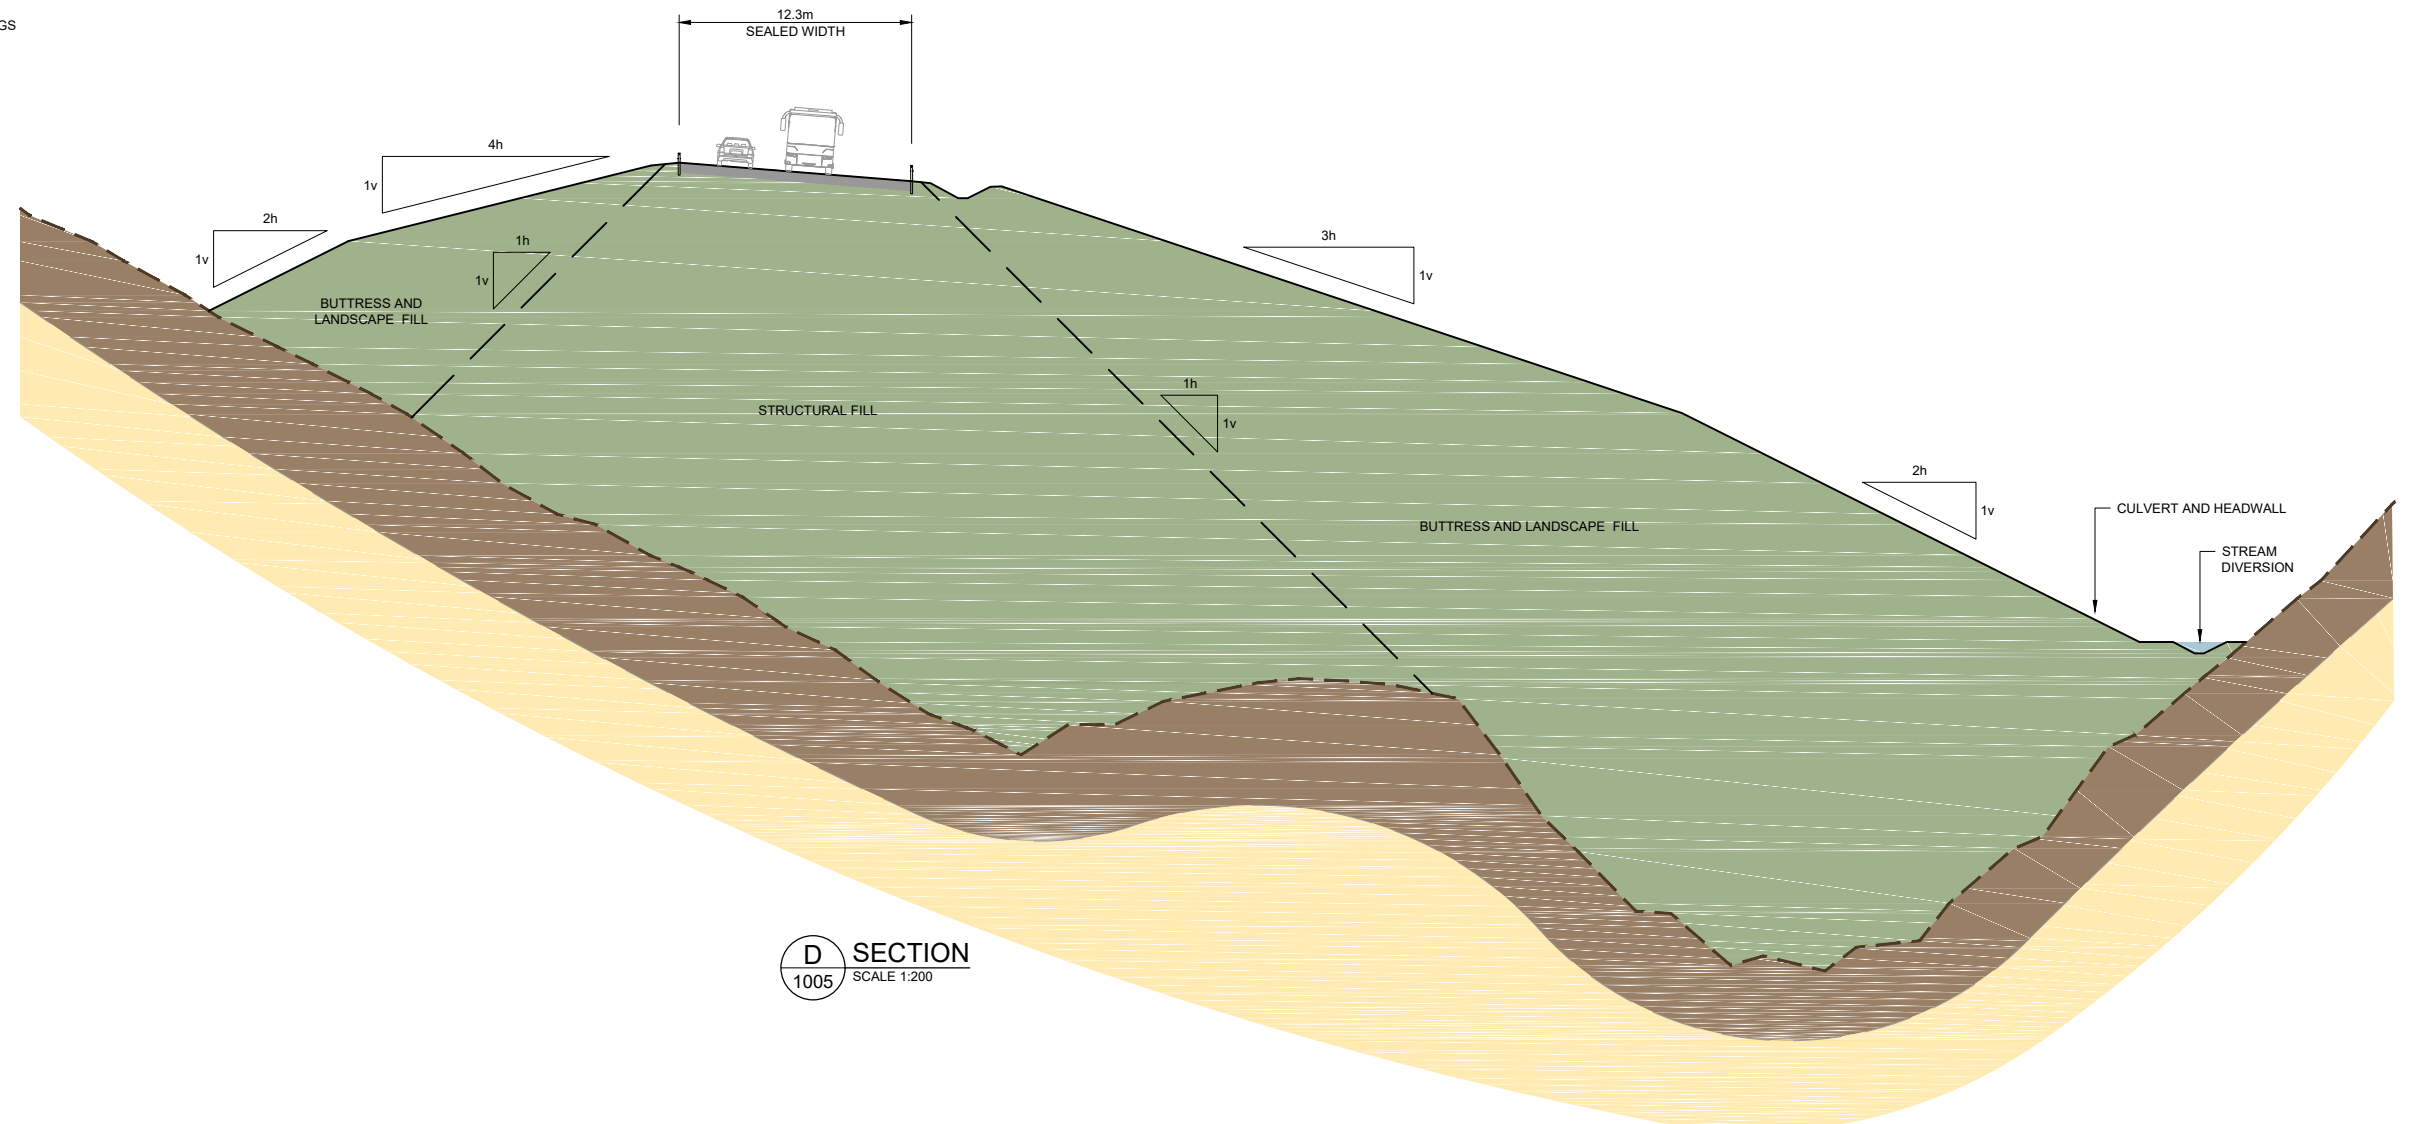 12.3m
SEALED WIDTH
4h
1v
2h
1v
1h
1v
BUTTRESS AND
LANDSCAPE FILL
3h
1v
STRUCTURAL FILL
1h
1v
2h
1v
BUTTRESS AND LANDSCAPE FILL
CULVERT AND HEADWALL
STREAM
DIVERSION
D
1005
SECTION
SCALE 1:200